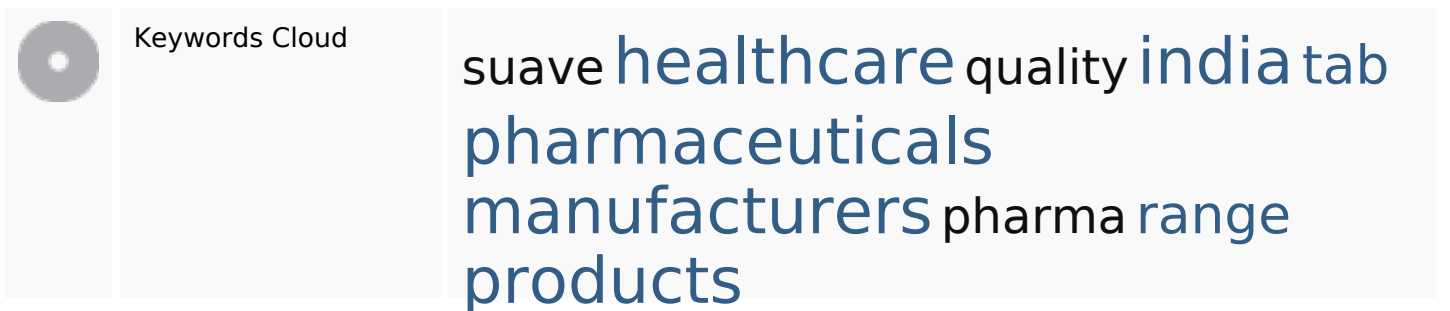 Keywords Cloud
suave healthcare quality india tab
pharmaceuticals
manufacturers pharma range
products